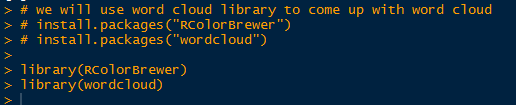 > # we will use word cloud library to come up with word cloud
> # install.packages("RColorBrewer")
> # install.packages("wordcloud")
>
> library(RColorBrewer)
> library(wordcloud)
>